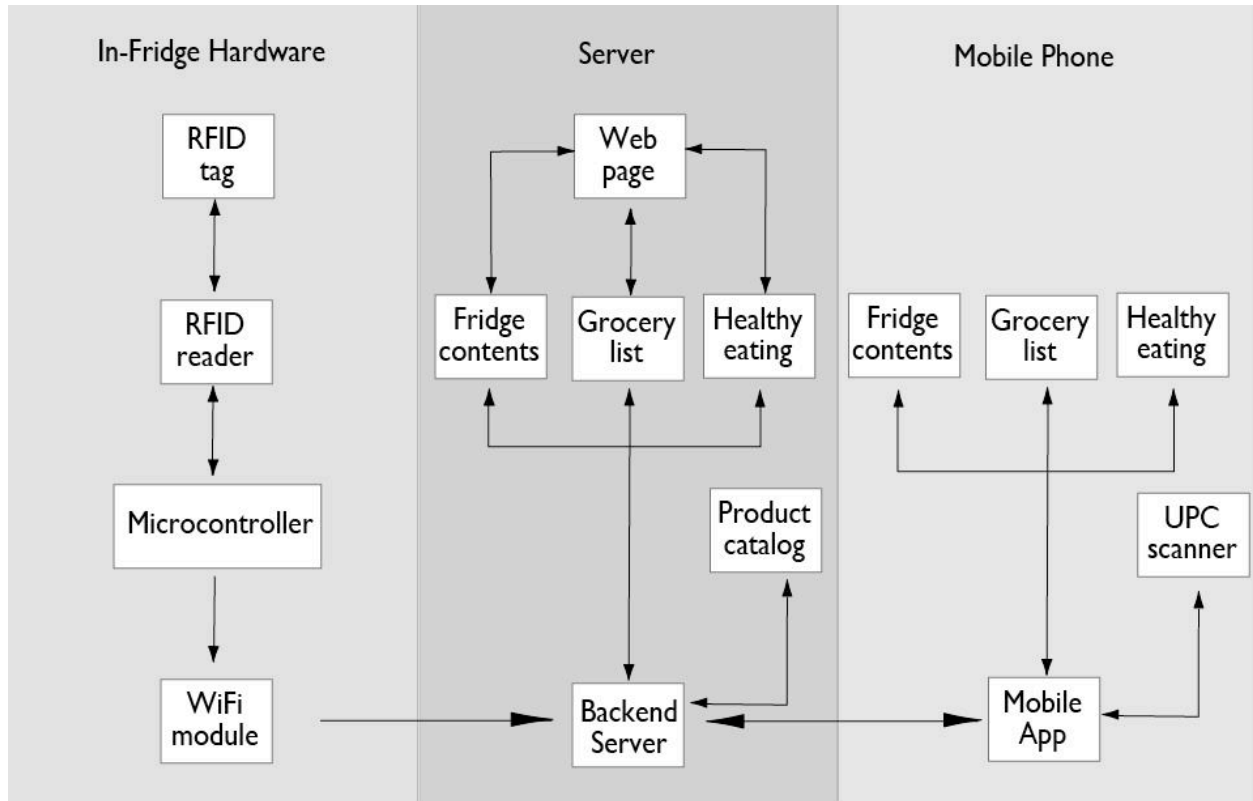 In-Fridge Hardware
Server
Mobile Phone
RFID
tag
Web
page
RFID
reader
Fridge
contents
Grocery
list
Healthy
eating
Fridge
contents
Grocery
list
Healthy
eating
Microcontroller
Product
catalog
UPC
scanner
WiFi
module
Backend
Server
Mobile
App